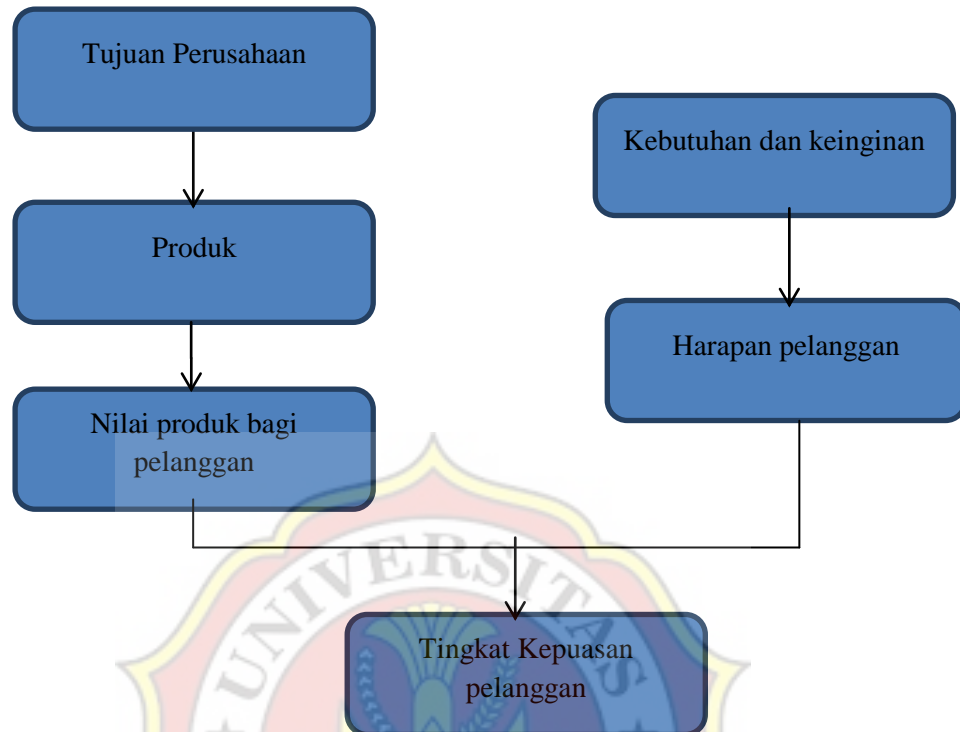 Tujuan Perusahaan
Kebutuhan dan keinginan
Produk
Harapan pelanggan
Nilai produk bagi
pelanggan
UNIVERSITAS
Tingkat Kepuasan
pelanggan